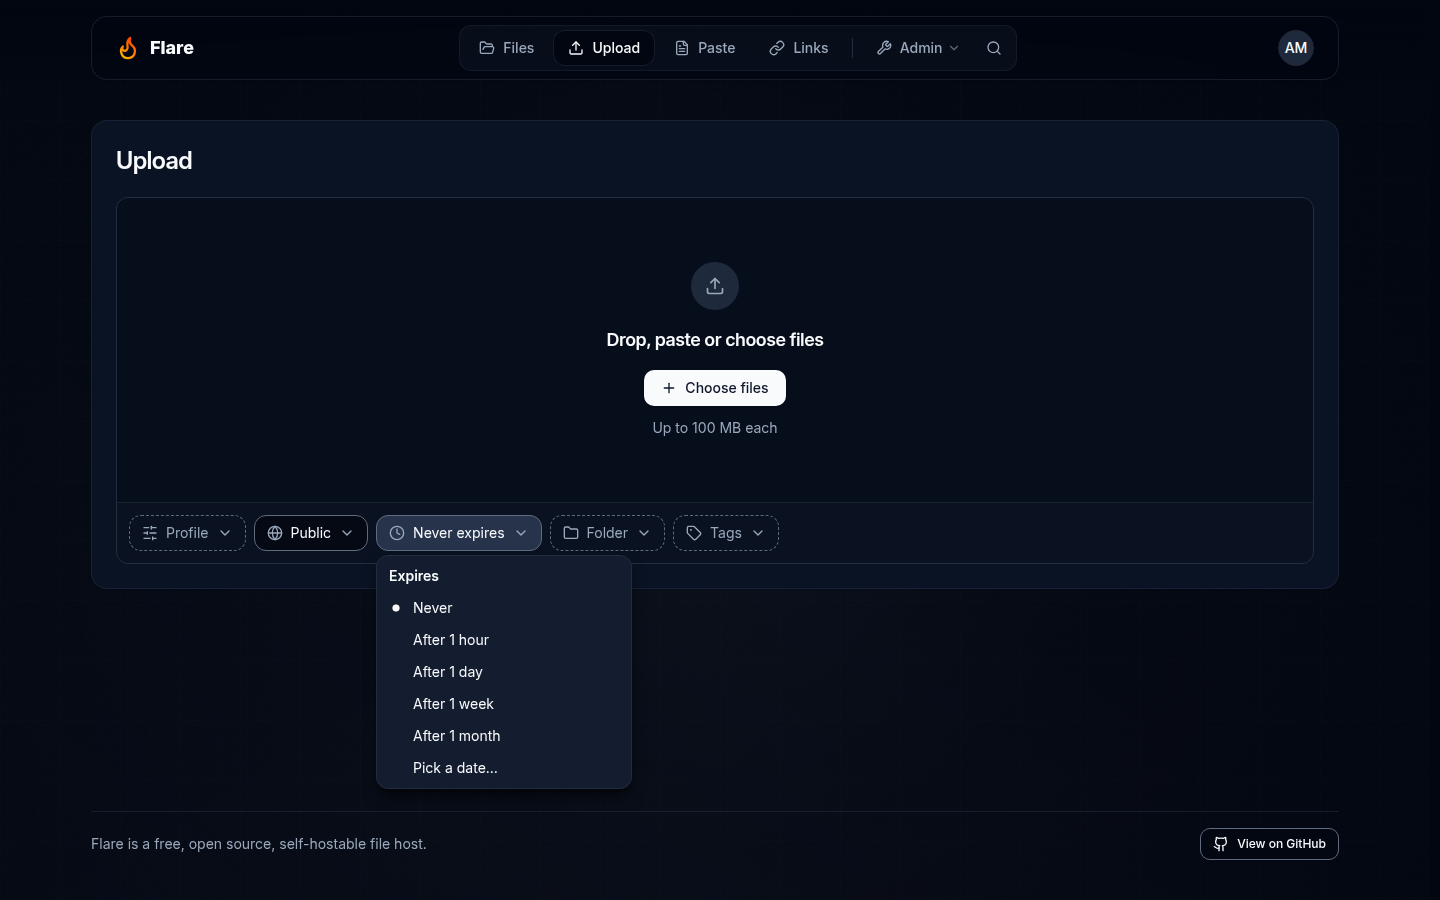 Flare
Files
Upload
Paste
Links
Admin
AM
Upload
Drop, paste or choose files
Choose files
Up to 100 MB each
Profile
Public
Never expires
Folder
Tags
Expires
Never
After 1 hour
After 1 day
After 1 week
After 1 month
Pick a date...
Flare is a free, open source, self-hostable file host.
View on GitHub